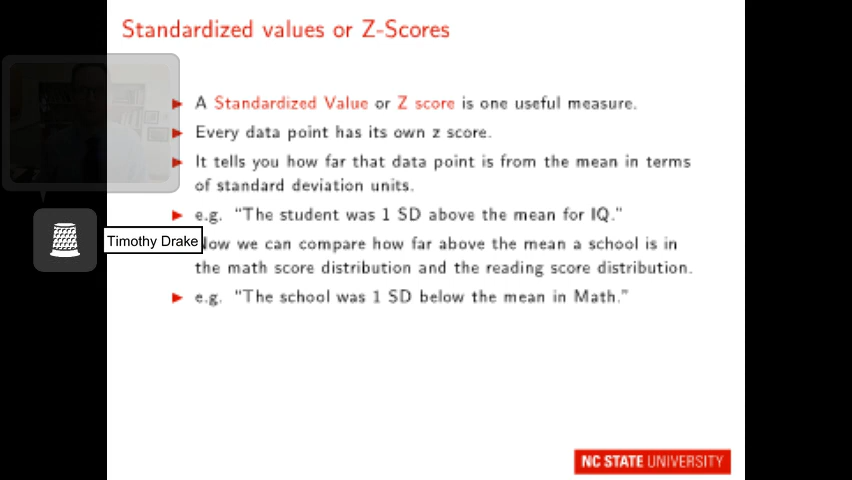 Standardized values or Z-Scores
A Standardized Value or Z score is one useful measure.
Every data point has its own z score.
It tells you how far that data point is from the mean in terms
of standard deviation units.
e.g. "The student was 1 SD above the mean for IQ."
Timothy Drake
Now we can compare how far above the mean a school is in
the math score distribution and the reading score distribution.
e.g. "The school was 1 SD below the mean in Math."
NC STATE UNIVERSITY